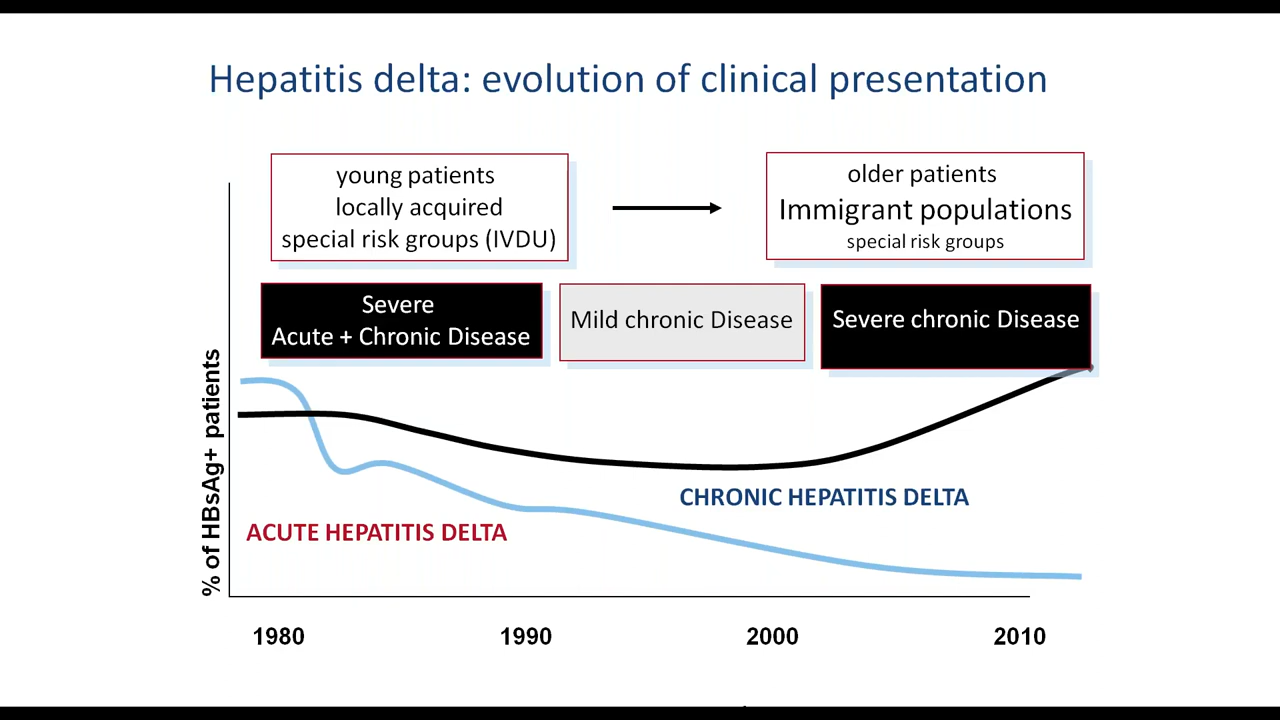 Hepatitis delta: evolution of clinical presentation
young patients
locally acquired
special risk groups (IVDU)
older patients
Immigrant populations
special risk groups
Severe
Acute + Chronic Disease
Mild chronic Disease
Severe chronic Disease
% of HBsAg+ patients
CHRONIC HEPATITIS DELTA
ACUTE HEPATITIS DELTA
1980
1990
2000
2010